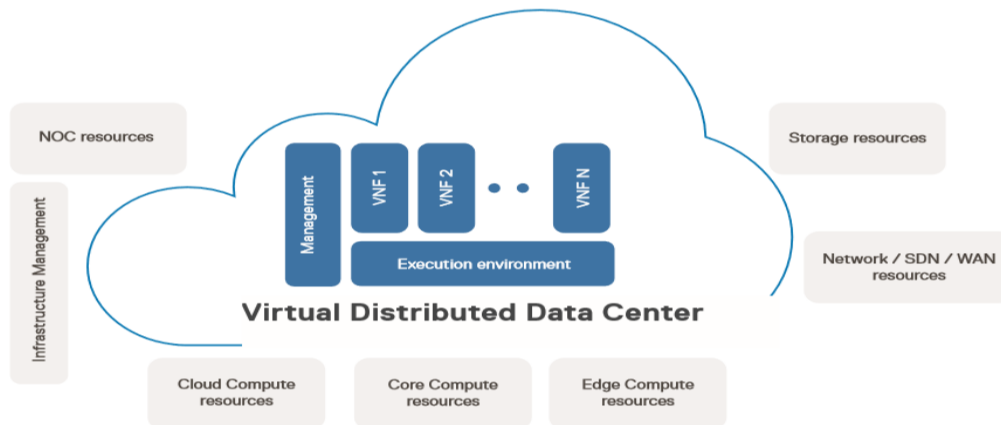 NOC resources
Storage resources
Infrastructure Management
Management
VNF 1
VNF 2
VNF N
Execution environment
Network / SDN / WAN
resources
Virtual Distributed Data Center
Cloud Compute
resources
Core Compute
resources
Edge Compute
resources